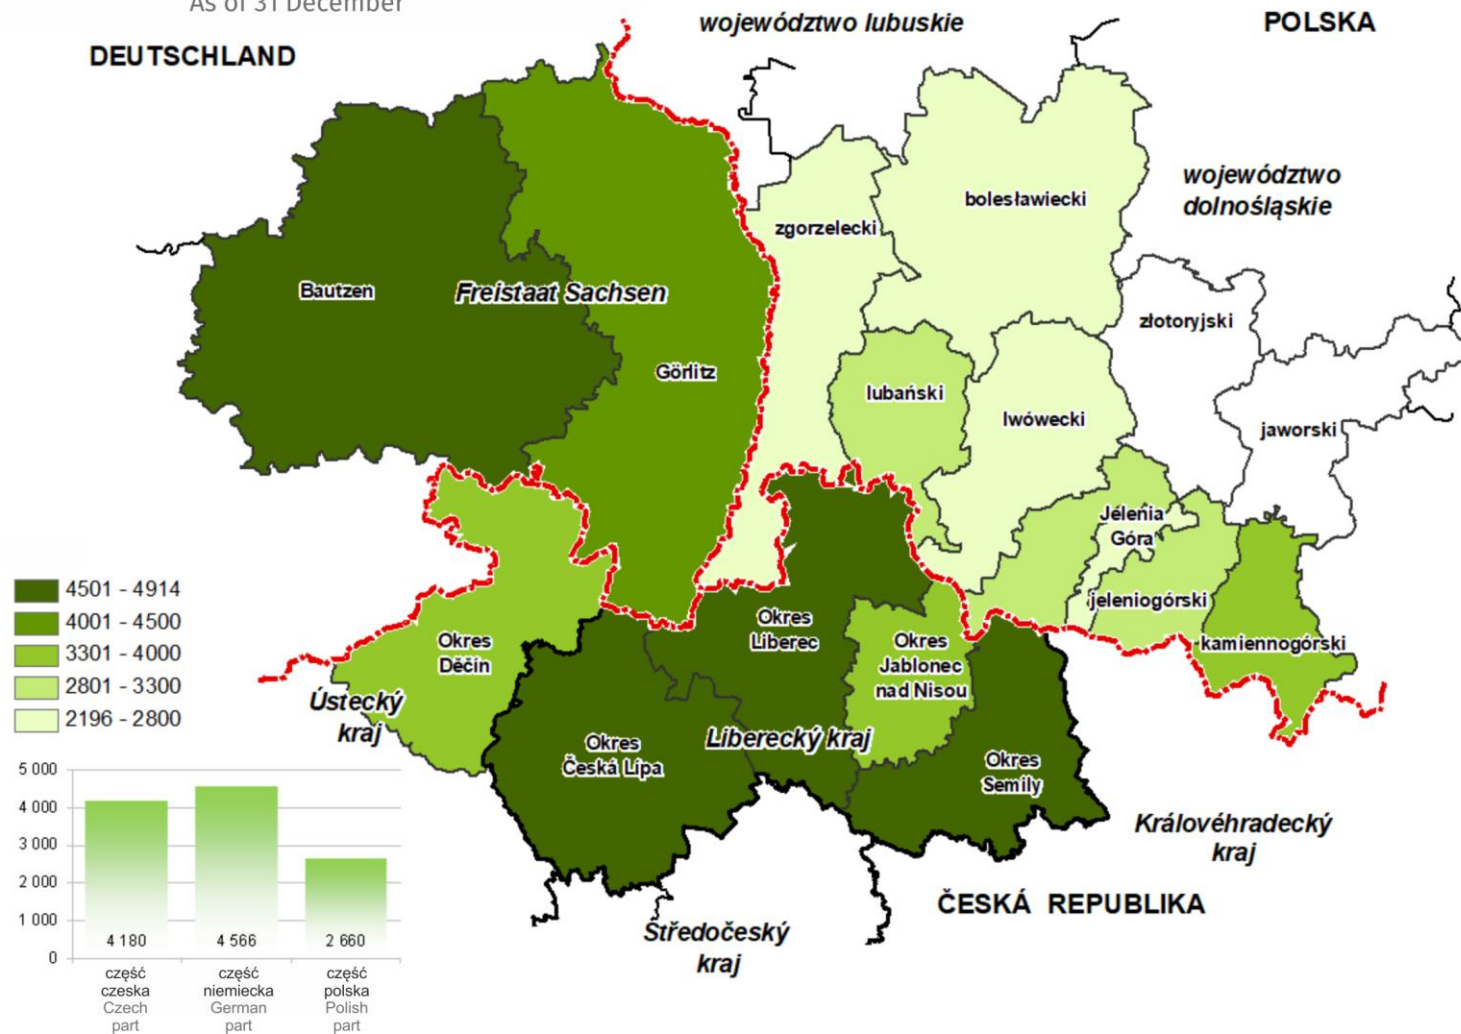 As of 31 December
DEUTSCHLAND
województwo lubuskie
POLSKA
województwo
dolnośląskie
bolesławiecki
zgorzelecki
Bautzen
Freistaat Sachsen
złotoryjski
Görlitz
lubański
lwówecki
jaworski
Jelenia
Góra
jeleniogórski
kamiennogórski
Okres
Liberec
Okres
Jablonec
nad Nisou
Okres
Děčín
Ústecký
kraj
Okres
Česká Lípa
Liberecký kraj
Okres
Semily
Královéhradecký
kraj
ČESKÁ REPUBLIKA
Středočeský
kraj
4501 - 4914
4001 - 4500
3301 - 4000
2801 - 3300
2196 - 2800
5 000
4 000
3 000
2 000
1 000
0
4 180
4 566
2 660
część
czeska
Czech
part
część
niemiecka
German
part
część
polska
Polish
part